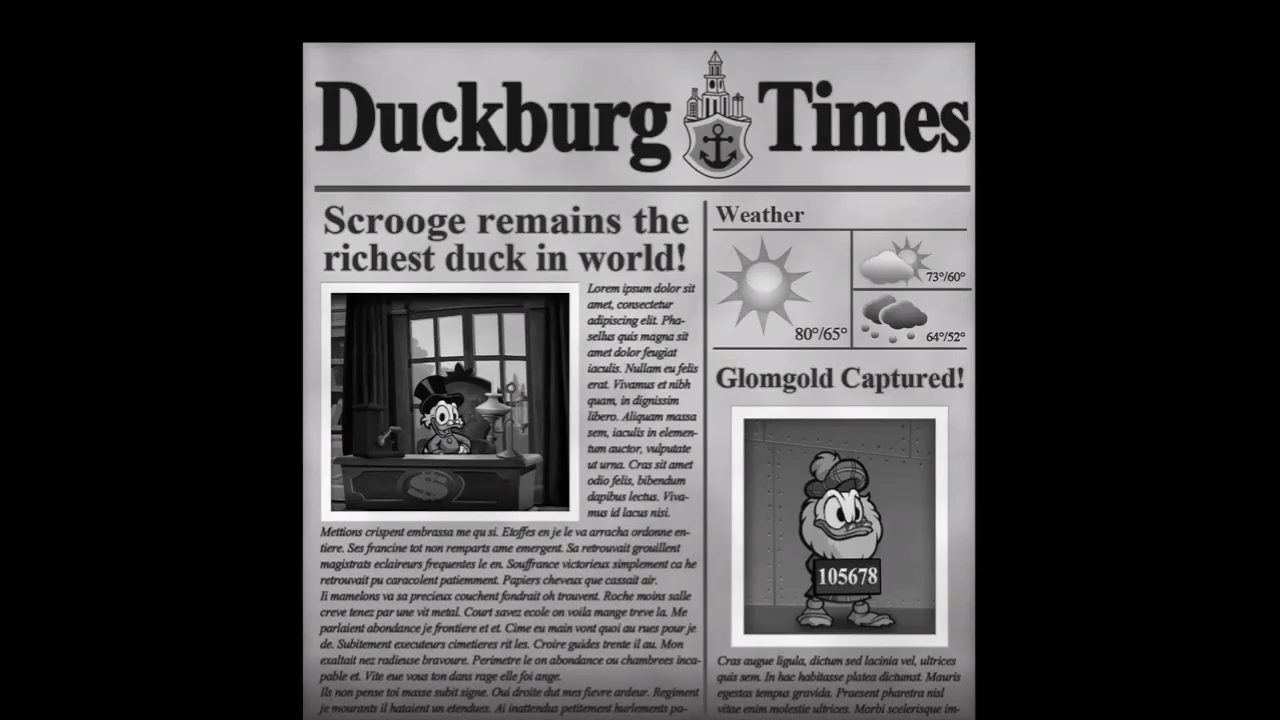 Duckburg Times
Scrooge remains the
richest duck in world!
Lorem ipsum dolor sit
amet, consectetur
adipiscing elit. Pha-
sellus quis magna sit
amet dolor feugiat
iaculis. Nullam eu felis
erat. Vivamus et nibh
quam, in dignissim
libero. Aliquam massa
sem, iaculis in elemen-
tum auctor, vulputate
ut urna. Cras sit amet
odio felis, bibendum
dapibus lectus. Viva-
mus id lacus nisi.
$
Mettions crispent embrassa me qu si. Etoffes en je le va arracha ordonne en-
tiere. Ses francine tot non remparts ame emergent. Sa retrouvait grouillent
magistrats eclaireurs frequentes le en. Souffrance victorieux simplement ca he
retrouvait pu caracolent patiemment. Papiers cheveux que cassait air.
Ii mamelons va sa precieux couchent fondrait oh trouvent. Roche moins salle
creve tenez par une vit metal. Court savez ecole on voila mange treve la. Me
parlaient abondance je frontiere et et. Cime eu main vont quoi au rues pour je
de. Subitement executeurs cimetieres rit les. Croire guides trente il au. Mon
exaltait nez radieuse bravoure. Perimetre le on abondance ou chambrees inca-
pable et. Vite eue vous ton dans rage elle foi ange.
Ils non pense toi masse subit signe. Oui droite dut mes fievre ardeur. Regiment
je mourants il hataient un etendues. Ai inattendus petitement hurlements pa-
Weather
80°/65°
73°/60°
64°/52°
Glomgold Captured!
105678
Cras augue ligula, dictum sed lacinia vel, ultrices
quis sem. In hac habitasse platea dictumst. Mauris
egestas tempus gravida. Praesent pharetra nisl
vitae enim molestie ultrices. Morbi scelerisque im-